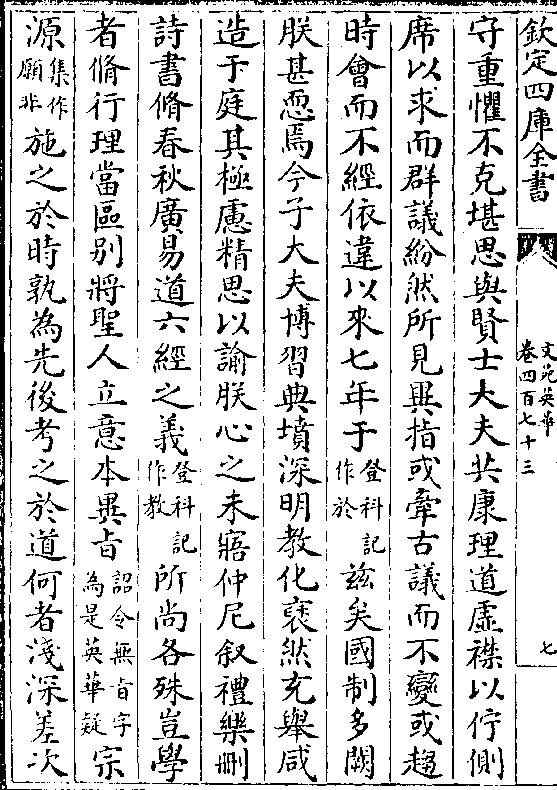 欽定四庫全書
文苑英華
卷四百七十三
七
守重懼不克堪思與賢士大夫共康理道虛襟以佇側
席以求而群議紛然所見異指或牽古議而不變或趨
時會而不經依違以來七年于登科記作於茲矣國制多闕
朕甚恧焉今子大夫博習典墳深明教化褎然充舉咸
造于庭其極慮精思以諭朕心之未寤仲尼叙禮樂刪
詩書脩春秋廣易道六經之義登科記作教所尚各殊豈學
者脩行理當區别將聖人立意本異旨詔令無旨字為是英華疑宗
源集作願非施之於時孰為先後考之於道何者淺深差次